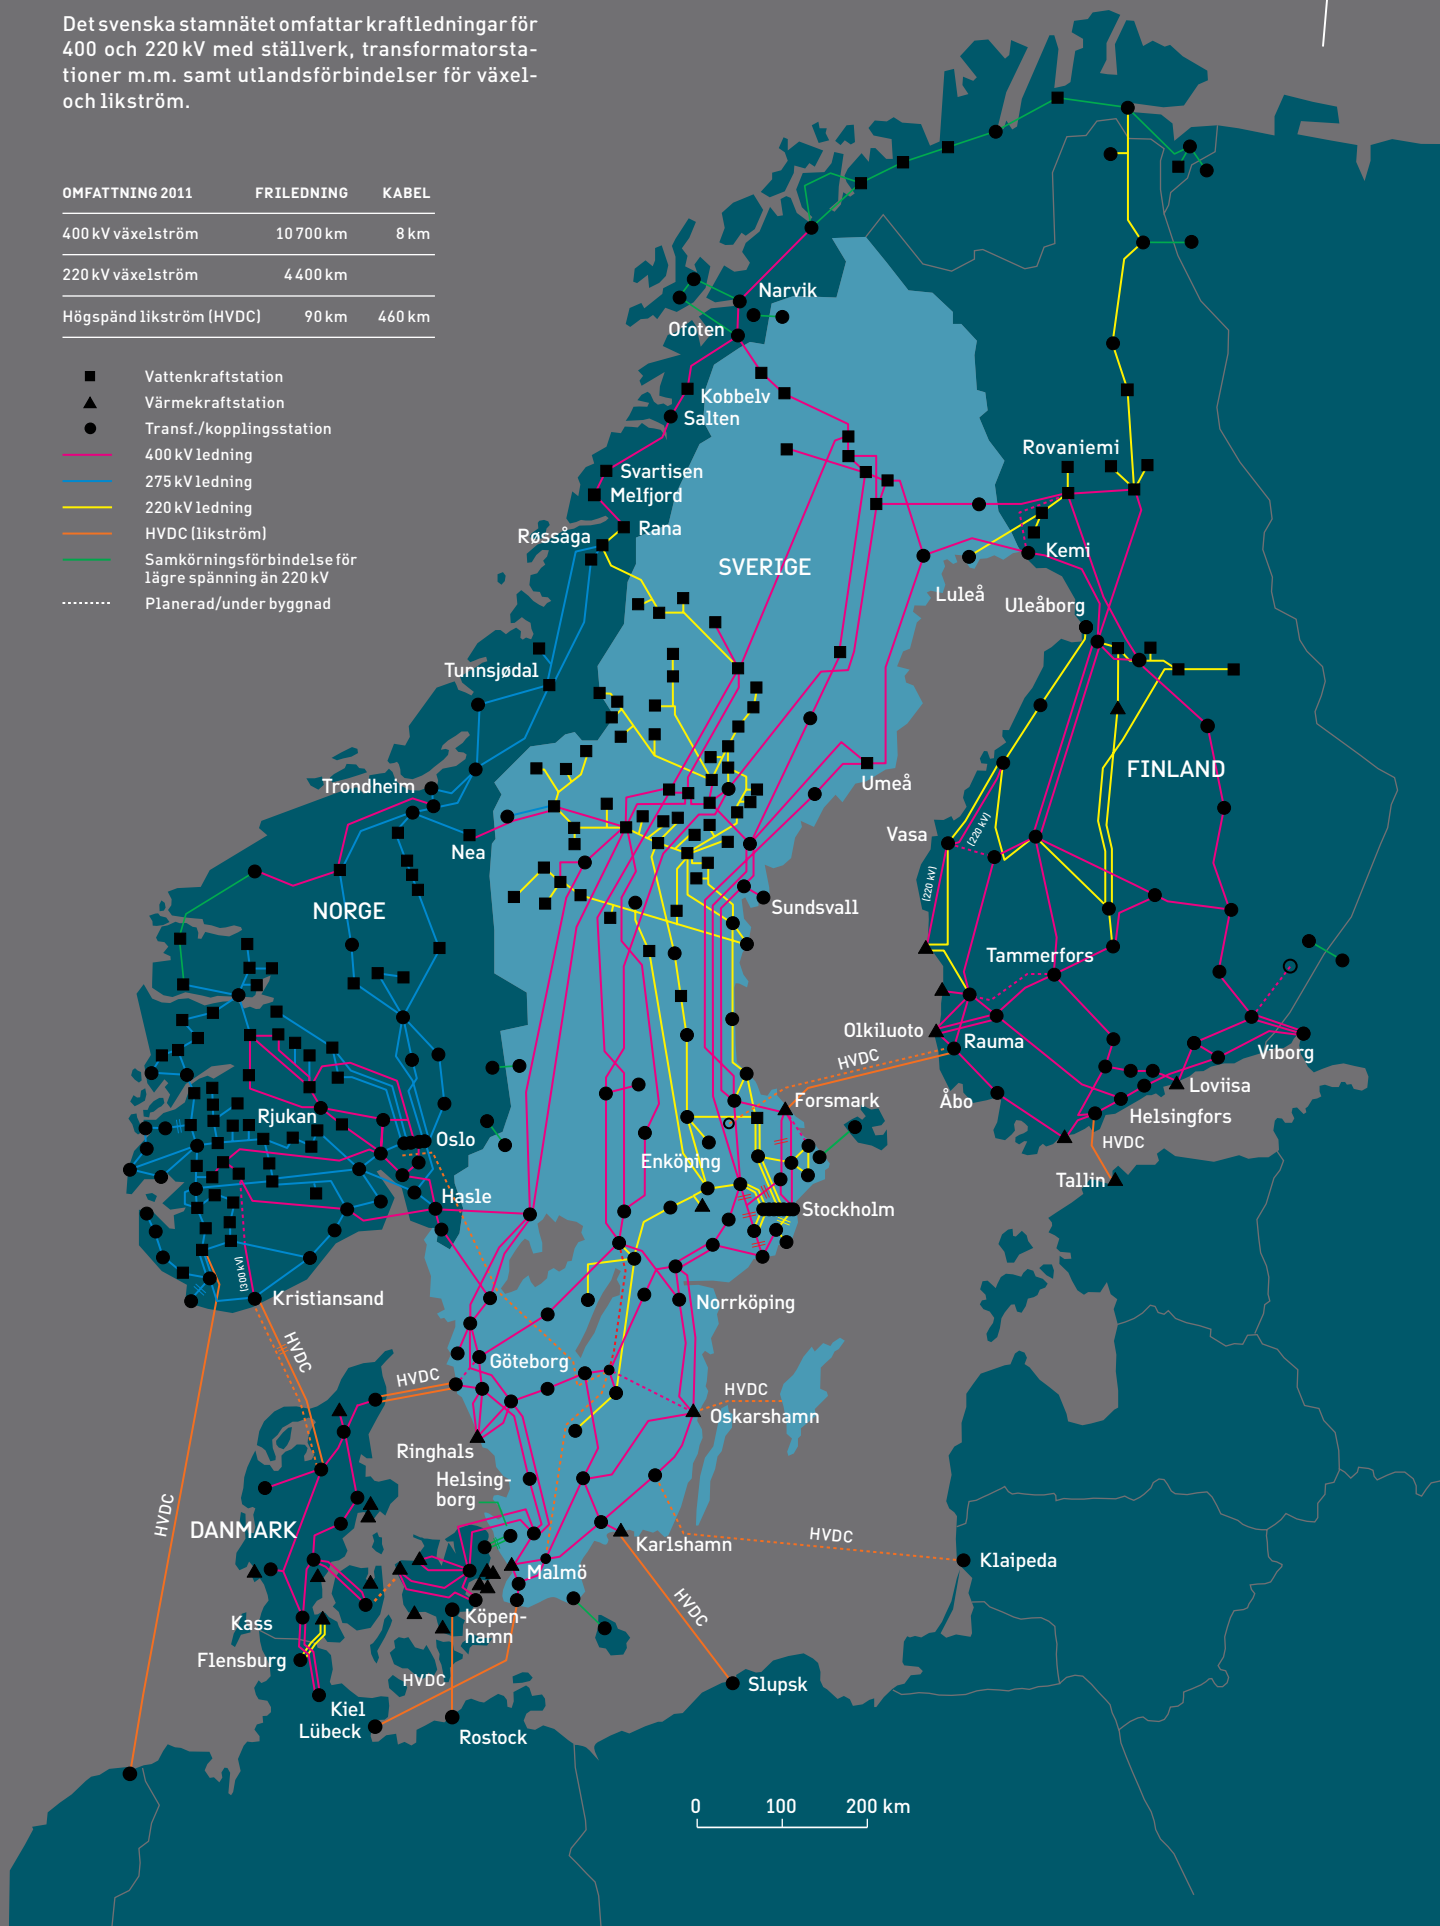 Det svenska stamnätet omfattar kraftledningar för
400 och 220 kV med ställverk, transformatorsta-
tioner m.m. samt utlandsförbindelser för växel-
och likström.
OMFATTNING 2011 FRILEDNING KABEL
400 kV växelström 10 700 km 8 km
220 kV växelström 4 400 km
Högspänd likström (HVDC) 90 km 460 km
Vattenkraftstation
Värmekraftstation
Transf./kopplingsstation
400 kV ledning
275 kV ledning
220 kV ledning
HVDC (likström)
Samkörningsförbindelse för
lägre spänning än 220 kV
Planerad/under byggnad
Narvik
Ofoten
Kobbelv
Salten
Svartisen
Melfjord
Rana
Røssåga
Rovaniemi
Kemi
SVERIGE
Luleå
Uleåborg
Tunnsjødal
Trondheim
Umeå
FINLAND
Vasa
(220 kV)
(220 kV)
Nea
NORGE
Sundsvall
Tammerfors
Olkiluoto
Rauma
HVDC
Viborg
Loviisa
Forsmark
Åbo
Helsingfors
HVDC
Tallin
Rjukan
Oslo
Enköping
Hasle
Stockholm
(300 kV)
Kristiansand
Norrköping
HVDC
HVDC
Göteborg
HVDC
Oskarshamn
Ringhals
Helsing-
borg
HVDC
DANMARK
HVDC
Karlshamn
Klaipeda
Malmö
Kass
Köpen-
hamn
HVDC
Flensburg
HVDC
Slupsk
Kiel
Lübeck
Rostock
0 100 200 km